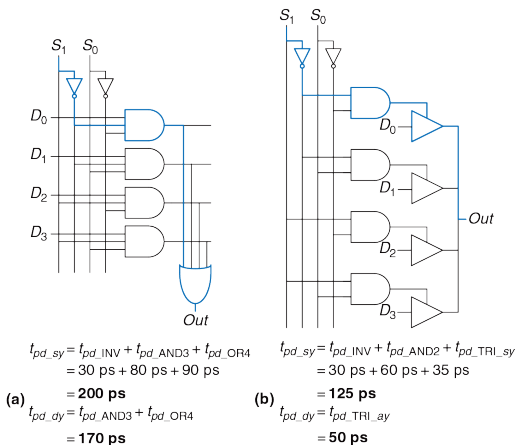 S1 S0
D0
D1
D2
D3
Out
tpd_sy = tpd_INV + tpd_AND3 + tpd_OR4
= 30 ps + 80 ps + 90 ps
= 200 ps
(a)
tpd_dy = tpd_AND3 + tpd_OR4
= 170 ps
S1 S0
D0
D1
Out
D2
D3
tpd_sy = tpd_INV + tpd_AND2 + tpd_TRI_sy
= 30 ps + 60 ps + 35 ps
= 125 ps
(b)
tpd_dy = tpd_TRI_ay
= 50 ps